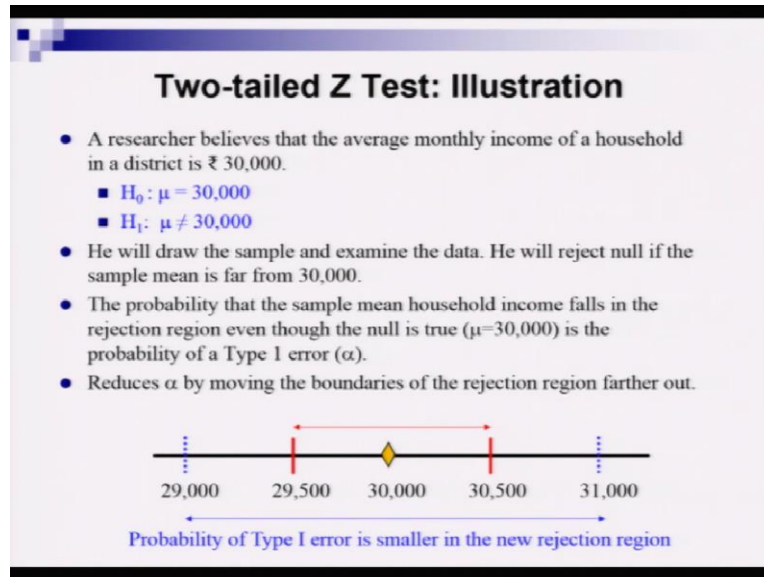 Two-tailed Z Test: Illustration
• A researcher believes that the average monthly income of a household
in a district is ₹ 30,000.
▪ H₀ : μ = 30,000
▪ H₁: μ ≠ 30,000
• He will draw the sample and examine the data. He will reject null if the
sample mean is far from 30,000.
• The probability that the sample mean household income falls in the
rejection region even though the null is true (μ=30,000) is the
probability of a Type 1 error (α).
• Reduces α by moving the boundaries of the rejection region farther out.
29,000 29,500 30,000 30,500 31,000
Probability of Type I error is smaller in the new rejection region